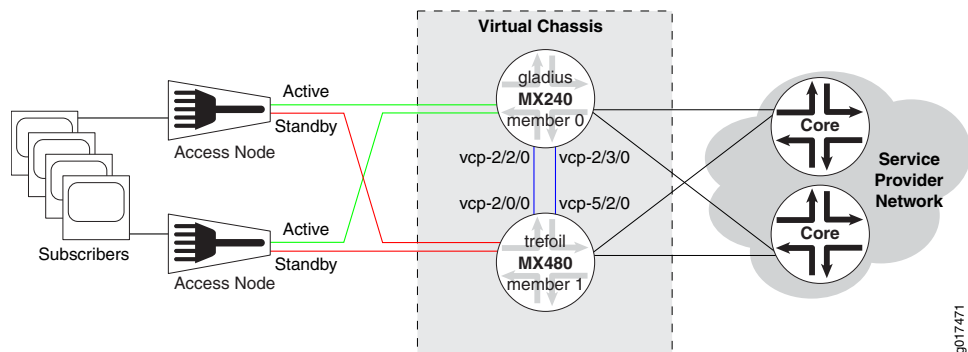 Virtual Chassis
gladius
MX240
member 0
Active
Standby
Access Node
Core
vcp-2/2/0
vcp-2/3/0
Service
Provider
Network
vcp-2/0/0
vcp-5/2/0
Active
Standby
Access Node
Subscribers
trefoil
MX480
member 1
Core
g017471